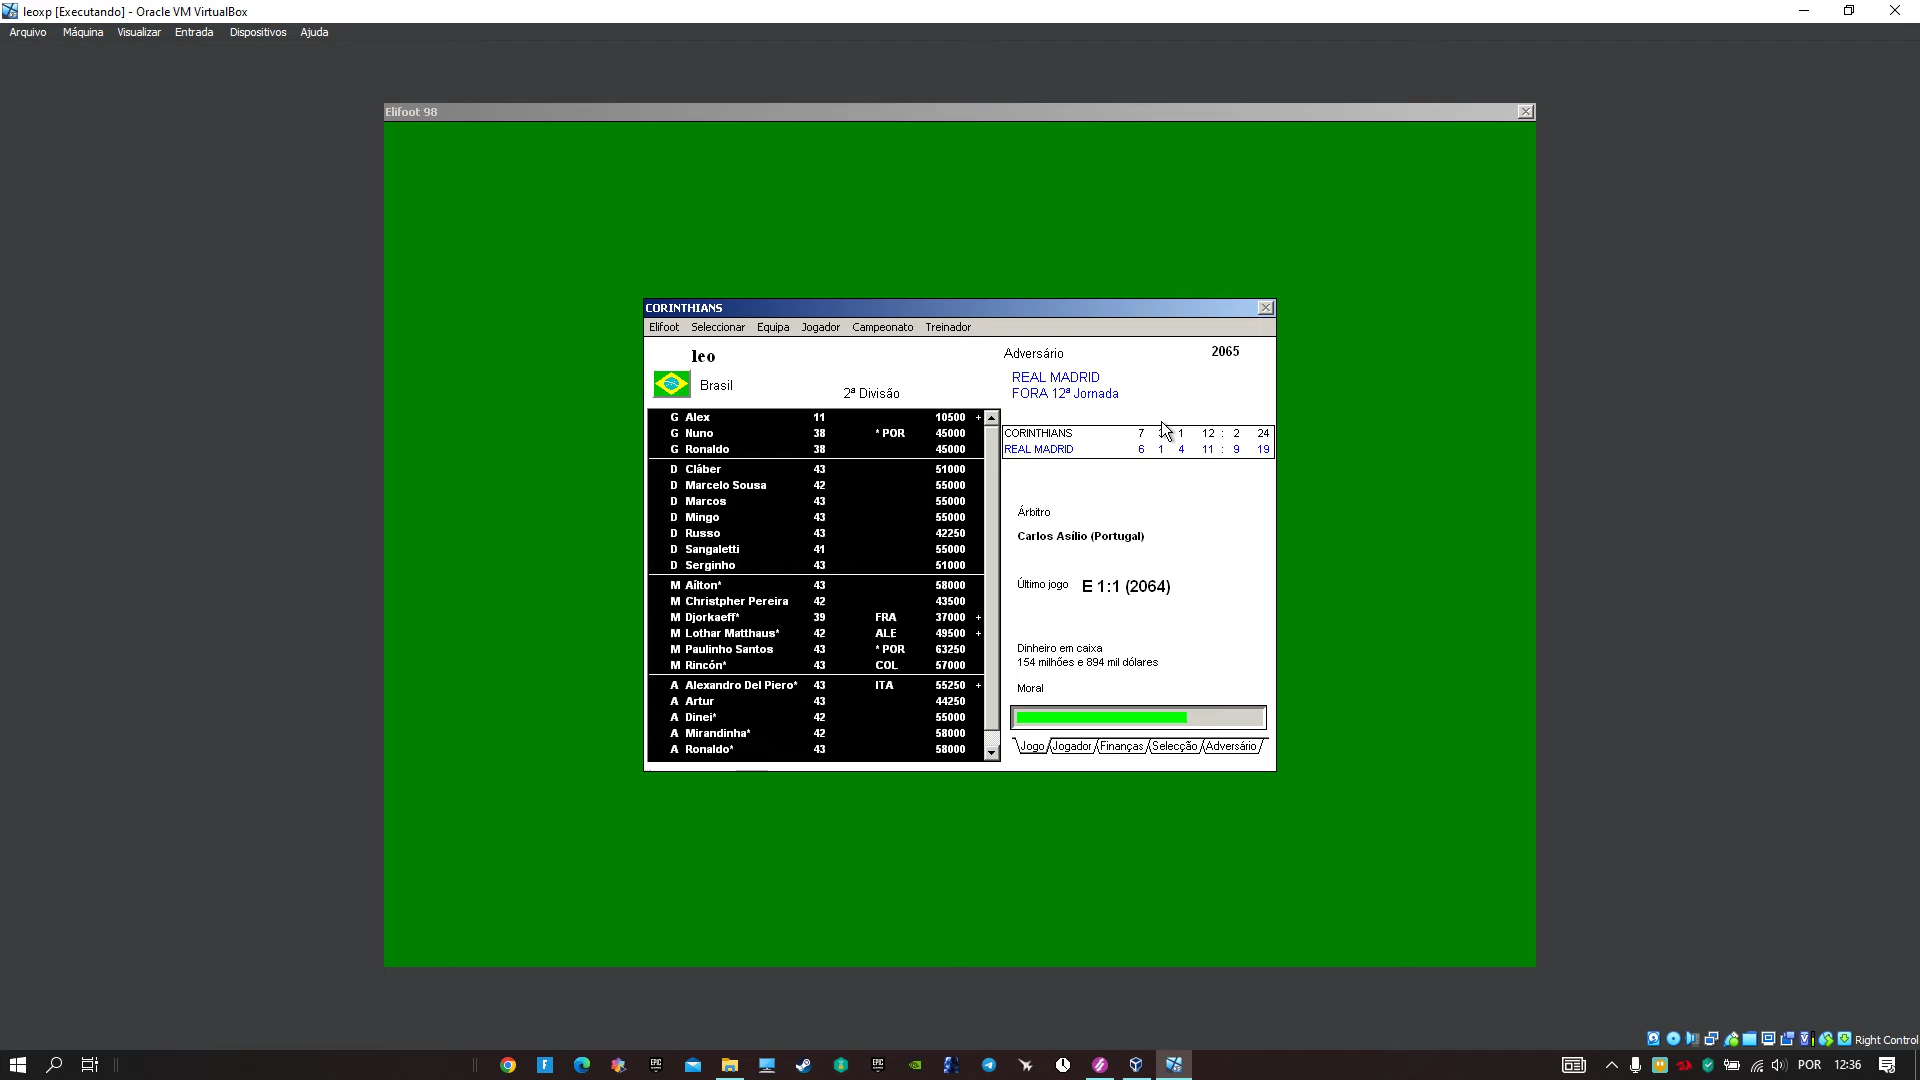 leoxp [Executando] - Oracle VM VirtualBox
Arquivo Máquina Visualizar Entrada Dispositivos Ajuda
Elifoot 98
CORINTHIANS
Elifoot Seleccionar Equipa Jogador Campeonato Treinador
leo
Brasil
2ª Divisão
G Alex 11 10500 +
G Nuno 38 * POR 45000
G Ronaldo 38 45000
D Cláber 43 51000
D Marcelo Sousa 42 55000
D Marcos 43 55000
D Mingo 43 55000
D Russo 43 42250
D Sangaletti 41 55000
D Serginho 43 51000
M Aílton* 43 58000
M Christpher Pereira 42 43500
M Djorkaeff* 39 FRA 37000 +
M Lothar Matthaus* 42 ALE 49500 +
M Paulinho Santos 43 * POR 63250
M Rincón* 43 COL 57000
A Alexandro Del Piero* 43 ITA 55250 +
A Artur 43 44250
A Dinei* 42 55000
A Mirandinha* 42 58000
A Ronaldo* 43 58000
Adversário 2065
REAL MADRID
FORA 12ª Jornada
CORINTHIANS 7 1 12 : 2 24
REAL MADRID 6 1 4 11 : 9 19
Árbitro
Carlos Asílio (Portugal)
Último jogo E 1:1 (2064)
Dinheiro em caixa
154 milhões e 894 mil dólares
Moral
Jogo Jogador Finanças Selecção Adversário
Right Control
POR 12:36